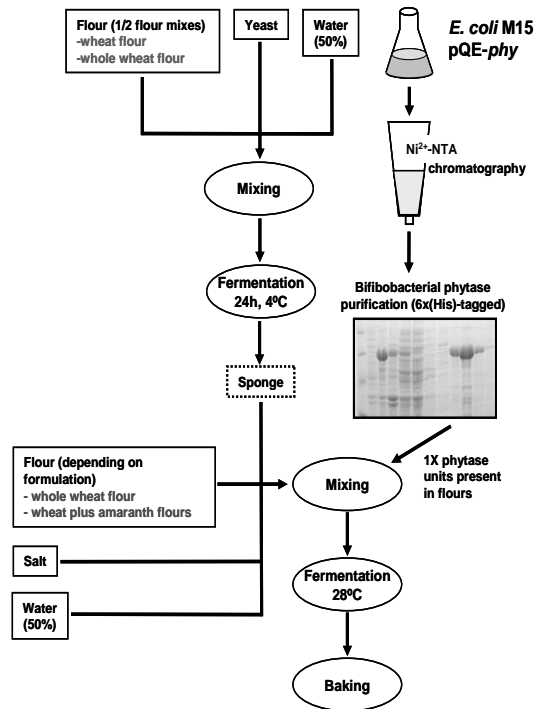 Flour (1/2 flour mixes)
-wheat flour
-whole wheat flour
Yeast
Water
(50%)
E. coli M15
pQE-phy
Mixing
Ni2+-NTA
chromatography
Fermentation
24h, 4ºC
Bifibobacterial phytase
purification (6x(His)-tagged)
Sponge
Flour (depending on
formulation)
- whole wheat flour
- wheat plus amaranth flours
Mixing
1X phytase
units present
in flours
Salt
Fermentation
28ºC
Water
(50%)
Baking